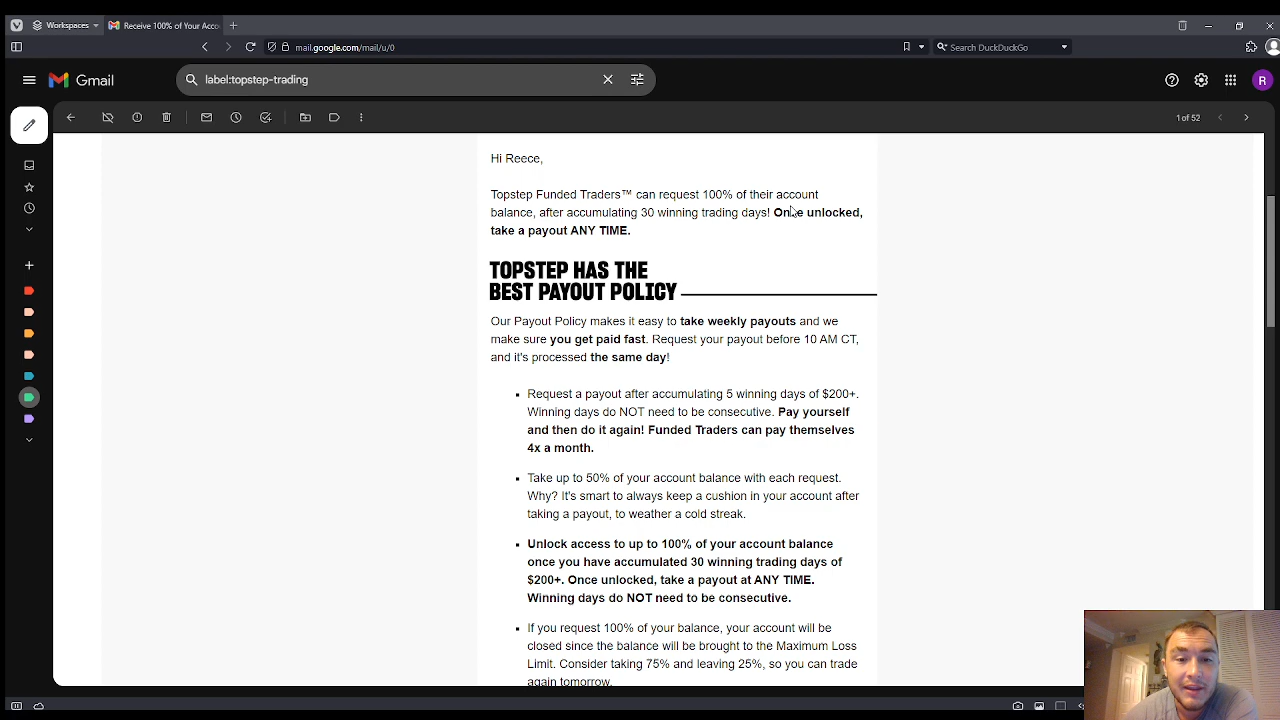 Workspaces
Receive 100% of Your Acco
mail.google.com/mail/u/0
Search DuckDuckGo
Gmail
label:topstep-trading
R
1 of 52
Hi Reece,
Topstep Funded Traders™ can request 100% of their account
balance, after accumulating 30 winning trading days! Once unlocked,
take a payout ANY TIME.
TOPSTEP HAS THE
BEST PAYOUT POLICY
Our Payout Policy makes it easy to take weekly payouts and we
make sure you get paid fast. Request your payout before 10 AM CT,
and it's processed the same day!
▪ Request a payout after accumulating 5 winning days of $200+.
Winning days do NOT need to be consecutive. Pay yourself
and then do it again! Funded Traders can pay themselves
4x a month.
▪ Take up to 50% of your account balance with each request.
Why? It's smart to always keep a cushion in your account after
taking a payout, to weather a cold streak.
▪ Unlock access to up to 100% of your account balance
once you have accumulated 30 winning trading days of
$200+. Once unlocked, take a payout at ANY TIME.
Winning days do NOT need to be consecutive.
▪ If you request 100% of your balance, your account will be
closed since the balance will be brought to the Maximum Loss
Limit. Consider taking 75% and leaving 25%, so you can trade
again tomorrow.